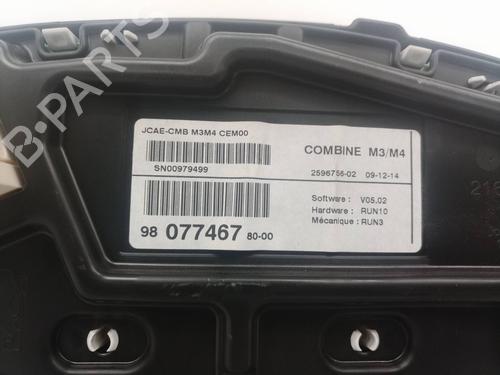 JCAE-CMB M3M4 CEM00
SN00979499
98 077467 80-00
COMBINE M3/M4
2596756-02 09-12-14
Software : V05.02
Hardware : RUN10
Mécanique : RUN3